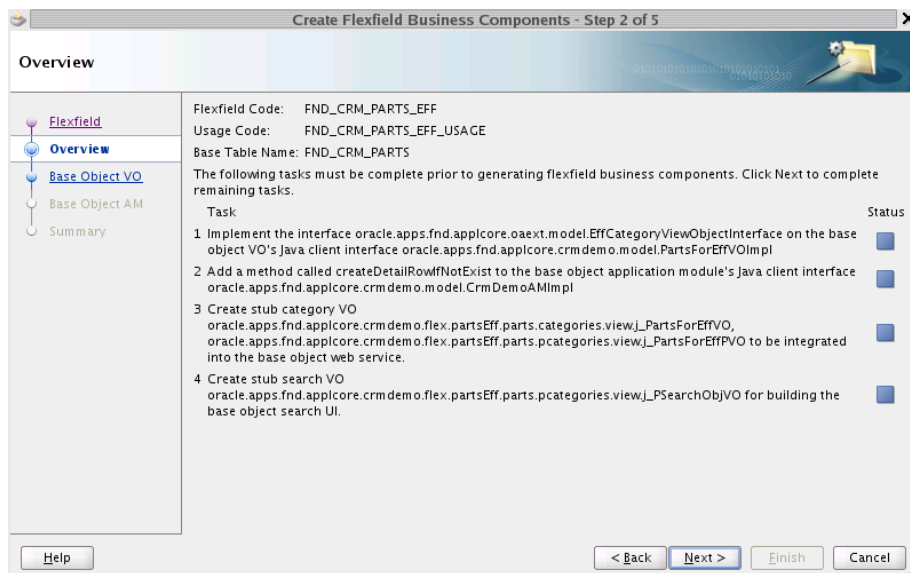 Create Flexfield Business Components - Step 2 of 5
Overview
Flexfield
Overview
Base Object VO
Base Object AM
Summary
Flexfield Code: FND_CRM_PARTS_EFF
Usage Code: FND_CRM_PARTS_EFF_USAGE
Base Table Name: FND_CRM_PARTS
The following tasks must be complete prior to generating flexfield business components. Click Next to complete
remaining tasks.
Task Status
1 Implement the interface oracle.apps.fnd.applcore.oaext.model.EffCategoryViewObjectInterface on the base
object VO's Java client interface oracle.apps.fnd.applcore.crmdemo.model.PartsForEffVOImpl
2 Add a method called createDetailRowIfNotExist to the base object application module's Java client interface
oracle.apps.fnd.applcore.crmdemo.model.CrmDemoAMImpl
3 Create stub category VO
oracle.apps.fnd.applcore.crmdemo.flex.partsEff.parts.categories.view.j_PartsForEffVO,
oracle.apps.fnd.applcore.crmdemo.flex.partsEff.parts.pcategories.view.j_PartsForEffPVO to be integrated
into the base object web service.
4 Create stub search VO
oracle.apps.fnd.applcore.crmdemo.flex.partsEff.parts.pcategories.view.j_PSearchObjVO for building the
base object search UI.
Help
< Back
Next >
Finish
Cancel